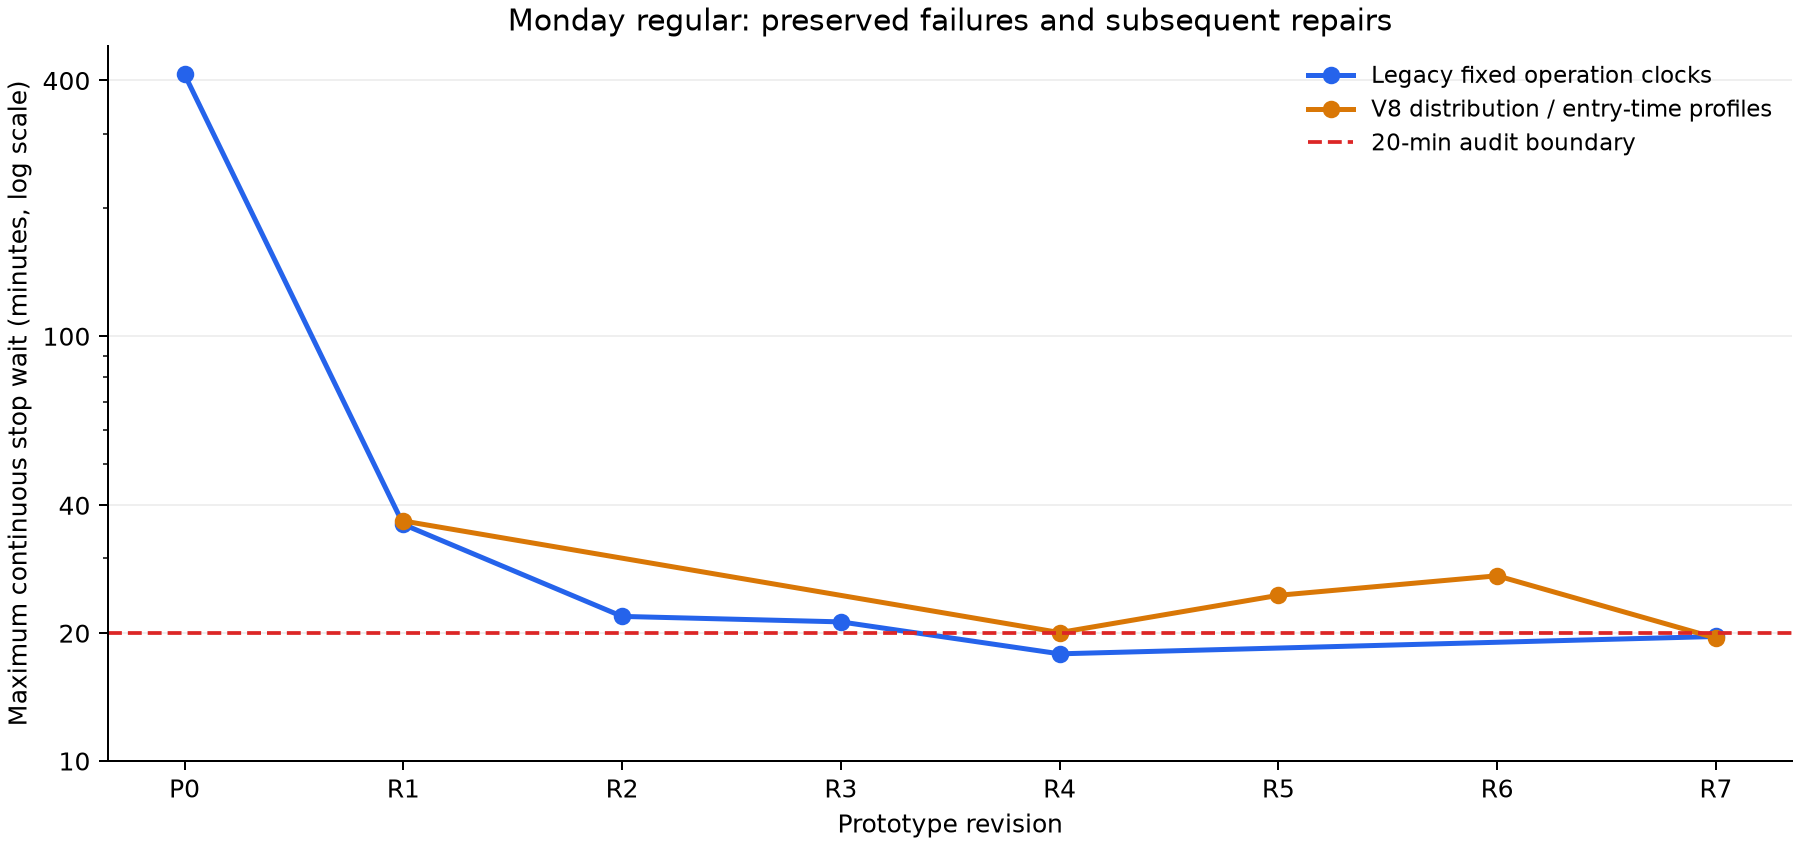 Monday regular: preserved failures and subsequent repairs
Legacy fixed operation clocks
V8 distribution / entry-time profiles
20-min audit boundary
Maximum continuous stop wait (minutes, log scale)
400
100
40
20
10
P0 R1 R2 R3 R4 R5 R6 R7
Prototype revision